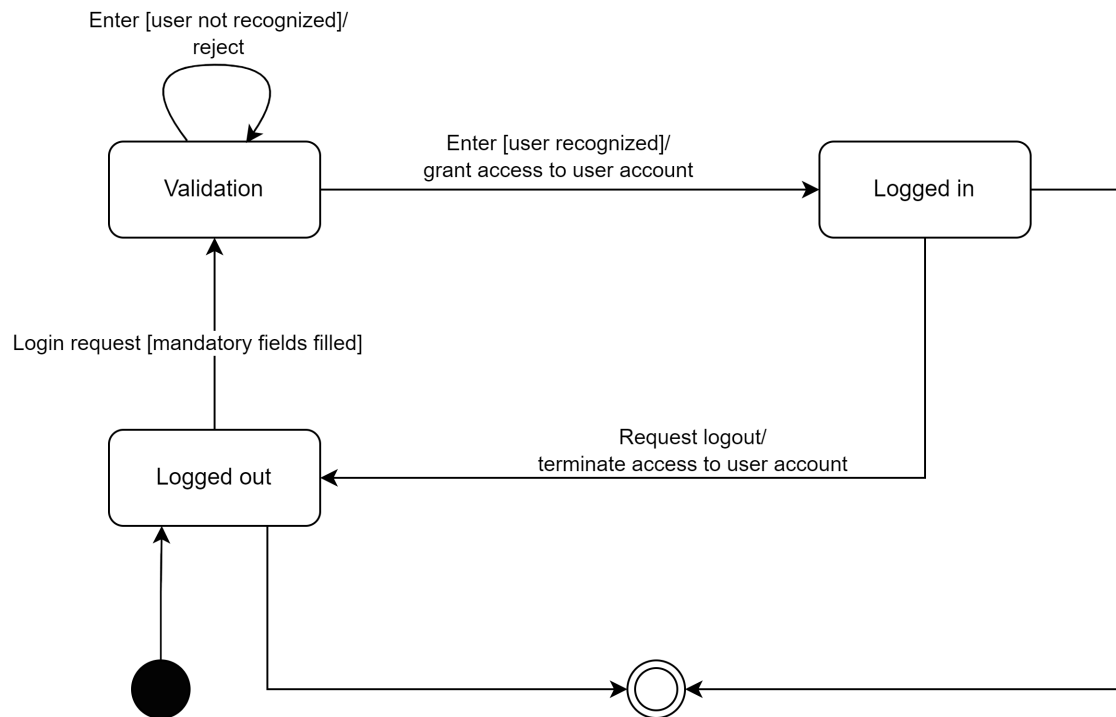 Enter [user not recognized]/
reject
Enter [user recognized]/
grant access to user account
Validation
Logged in
Login request [mandatory fields filled]
Request logout/
terminate access to user account
Logged out